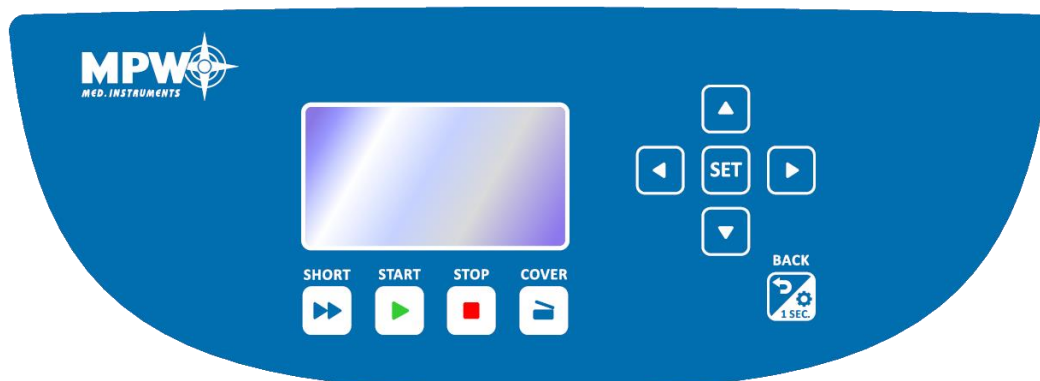 MPW
MED. INSTRUMENTS
SET
SHORT START STOP COVER
BACK
1 SEC.